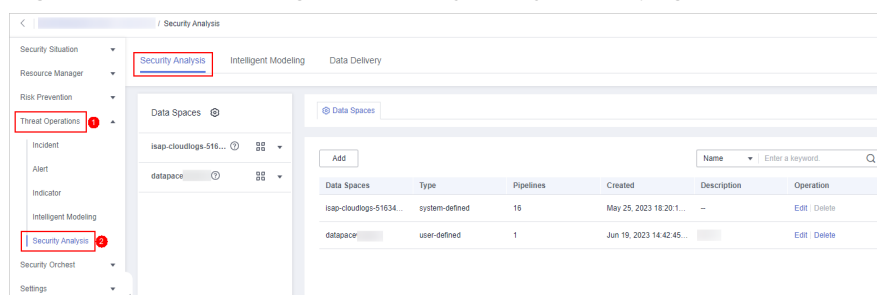 / Security Analysis
Security Situation
Resource Manager
Risk Prevention
Threat Operations 1
Incident
Alert
Indicator
Intelligent Modeling
Security Analysis 2
Security Orchest
Settings
Security Analysis Intelligent Modeling Data Delivery
Data Spaces
isap-cloudlogs-516...
datapace
Data Spaces
Add
Name Enter a keyword.
Data Spaces Type Pipelines Created Description Operation
isap-cloudlogs-51634... system-defined 16 May 25, 2023 18:20:1... -- Edit Delete
datapace user-defined 1 Jun 19, 2023 14:42:45... Edit Delete